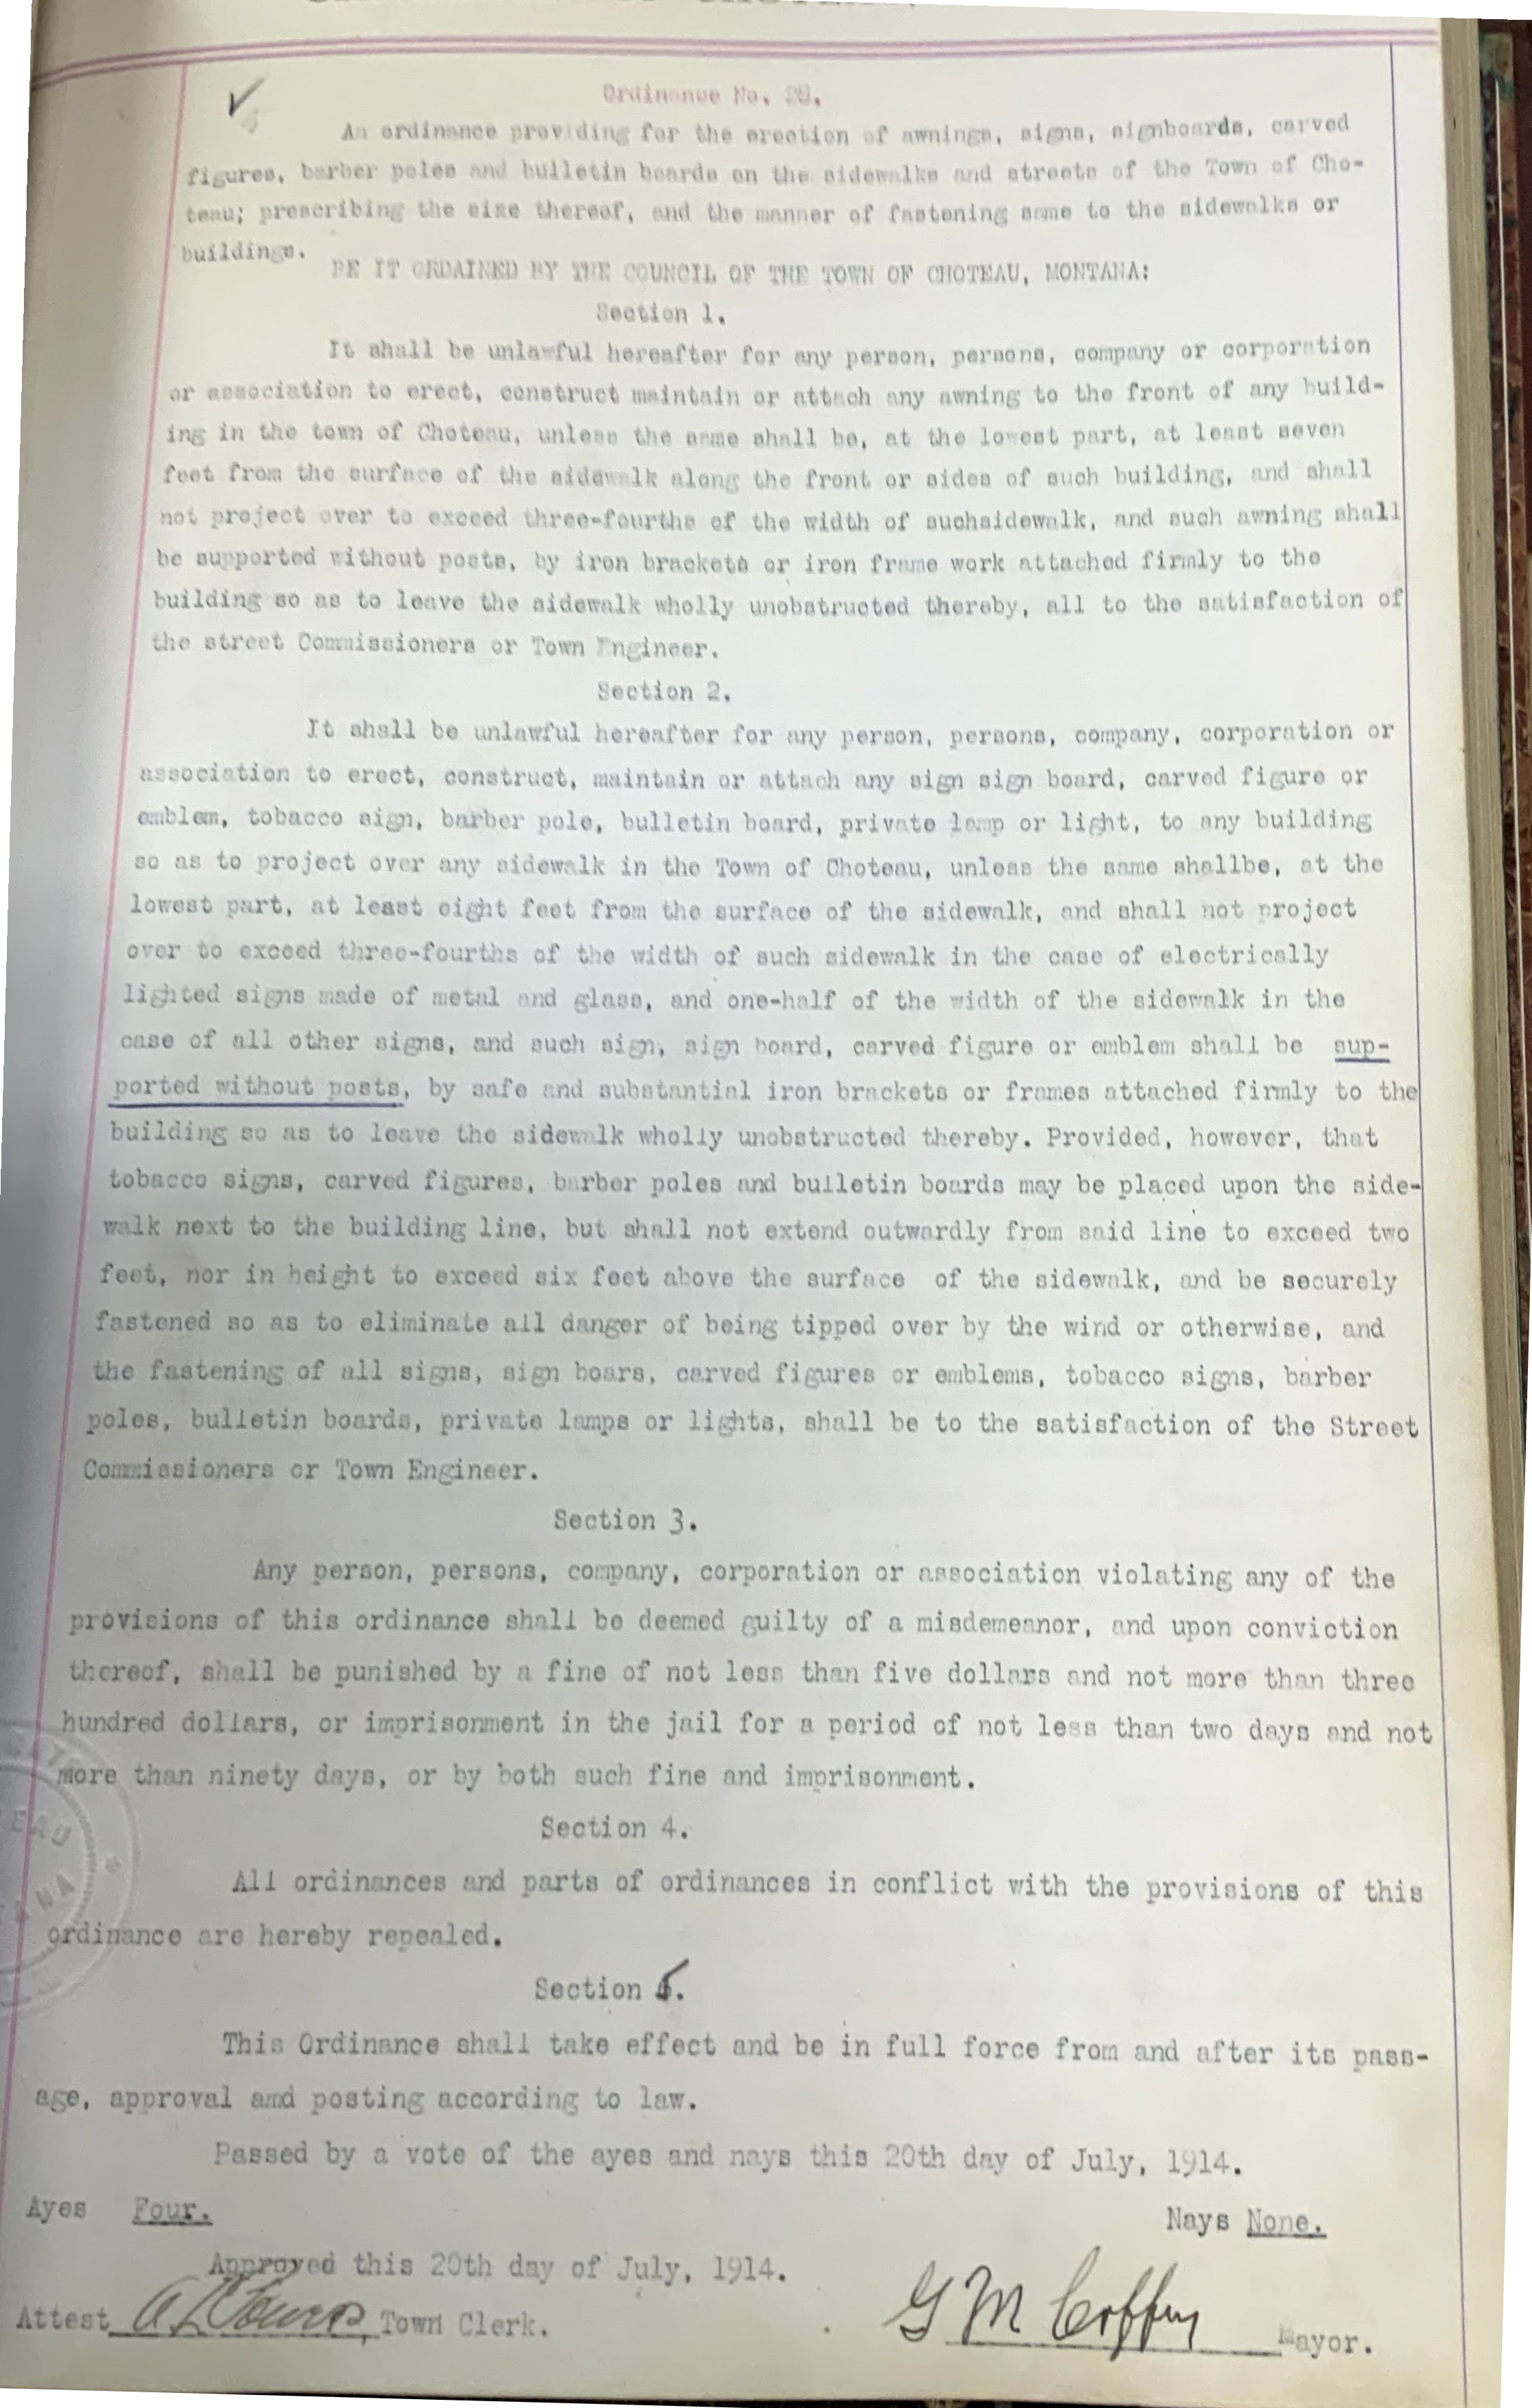 Ordinance No. 28.
An ordinance providing for the erection of awnings, signs, signboards, carved
figures, barber poles and bulletin boards on the sidewalks and streets of the Town of Cho-
teau; prescribing the size thereof, and the manner of fastening same to the sidewalks or
buildings.
BE IT ORDAINED BY THE COUNCIL OF THE TOWN OF CHOTEAU, MONTANA:
Section 1.
It shall be unlawful hereafter for any person, persons, company or corporation
or association to erect, construct maintain or attach any awning to the front of any build-
ing in the town of Choteau, unless the same shall be, at the lowest part, at least seven
feet from the surface of the sidewalk along the front or sides of such building, and shall
not project over to exceed three-fourths of the width of suchsidewalk, and such awning shall
be supported without posts, by iron brackets or iron frame work attached firmly to the
building so as to leave the sidewalk wholly unobstructed thereby, all to the satisfaction of
the street Commissioners or Town Engineer.
Section 2.
It shall be unlawful hereafter for any person, persons, company, corporation or
association to erect, construct, maintain or attach any sign sign board, carved figure or
emblem, tobacco sign, barber pole, bulletin board, private lamp or light, to any building
so as to project over any sidewalk in the Town of Choteau, unless the same shallbe, at the
lowest part, at least eight feet from the surface of the sidewalk, and shall not project
over to exceed three-fourths of the width of such sidewalk in the case of electrically
lighted signs made of metal and glass, and one-half of the width of the sidewalk in the
case of all other signs, and such sign, sign board, carved figure or emblem shall be sup-
ported without posts, by safe and substantial iron brackets or frames attached firmly to the
building so as to leave the sidewalk wholly unobstructed thereby. Provided, however, that
tobacco signs, carved figures, barber poles and bulletin boards may be placed upon the side-
walk next to the building line, but shall not extend outwardly from said line to exceed two
feet, nor in height to exceed six feet above the surface of the sidewalk, and be securely
fastened so as to eliminate all danger of being tipped over by the wind or otherwise, and
the fastening of all signs, sign boars, carved figures or emblems, tobacco signs, barber
poles, bulletin boards, private lamps or lights, shall be to the satisfaction of the Street
Commissioners or Town Engineer.
Section 3.
Any person, persons, company, corporation or association violating any of the
provisions of this ordinance shall be deemed guilty of a misdemeanor, and upon conviction
thereof, shall be punished by a fine of not less than five dollars and not more than three
hundred dollars, or imprisonment in the jail for a period of not less than two days and not
more than ninety days, or by both such fine and imprisonment.
Section 4.
All ordinances and parts of ordinances in conflict with the provisions of this
ordinance are hereby repealed.
Section 5.
This Ordinance shall take effect and be in full force from and after its pass-
age, approval amd posting according to law.
Passed by a vote of the ayes and nays this 20th day of July, 1914.
Ayes Four. Nays None.
Approved this 20th day of July, 1914.
Attest Town Clerk. G M Coffey Mayor.